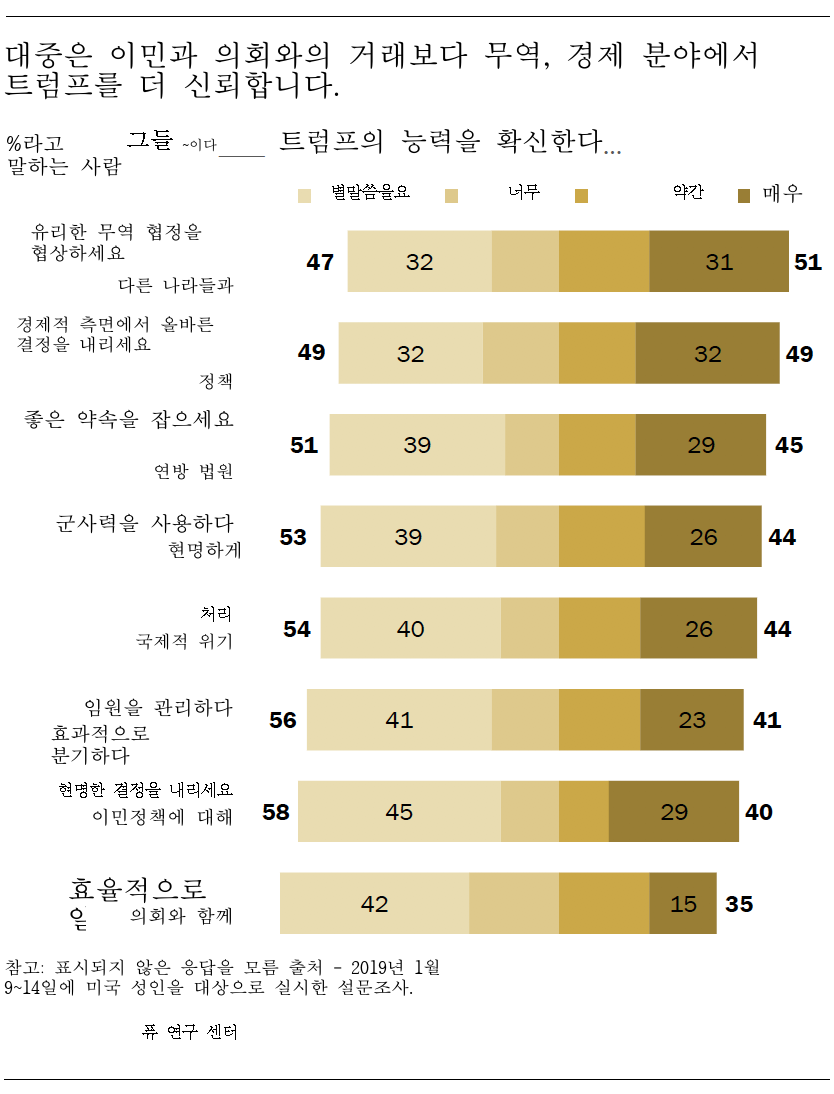 대중은 이민과 의회와의 거래보다 무역, 경제 분야에서
트럼프를 더 신뢰합니다.
%라고 그들 ~이다_____ 트럼프의 능력을 확신한다...
말하는 사람
별말씀을요 너무 약간 매우
유리한 무역 협정을
협상하세요
다른 나라들과
47 32 31 51
경제적 측면에서 올바른
결정을 내리세요
정책
49 32 32 49
좋은 약속을 잡으세요
연방 법원
51 39 29 45
군사력을 사용하다
현명하게
53 39 26 44
처리
국제적 위기
54 40 26 44
임원을 관리하다
효과적으로
분기하다
56 41 23 41
현명한 결정을 내리세요
이민정책에 대해
58 45 29 40
효율적으로
의회와 함께
42 15 35
참고: 표시되지 않은 응답을 모름 출처 - 2019년 1월
9~14일에 미국 성인을 대상으로 실시한 설문조사.
퓨 연구 센터